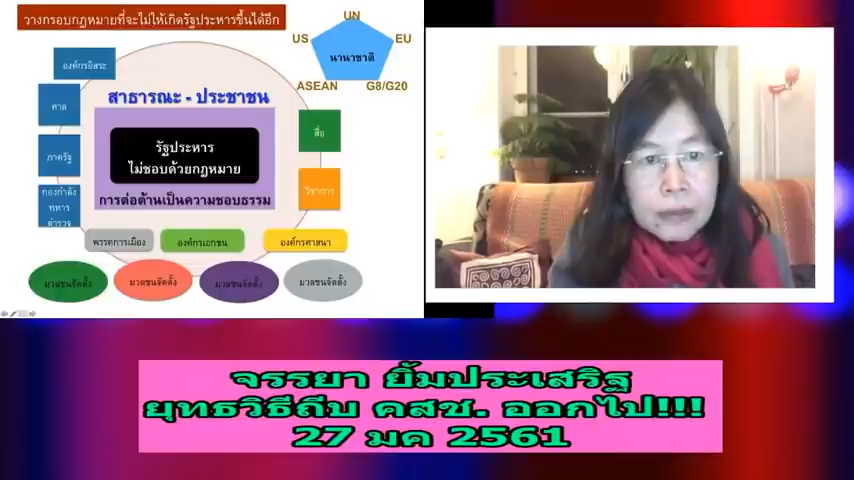 วางกรอบกฎหมายที่จะไม่ให้เกิดรัฐประหารขึ้นได้อีก
UN
US
EU
นานาชาติ
ASEAN
G8/G20
องค์กรอิสระ
สาธารณะ - ประชาชน
ศาล
สื่อ
รัฐประหาร
ไม่ชอบด้วยกฎหมาย
ภาครัฐ
วิชาการ
กองกำลัง
ทหาร
ตำรวจ
การต่อต้านเป็นความชอบธรรม
พรรคการเมือง
องค์กรเอกชน
องค์กรศาสนา
มวลชนจัดตั้ง
มวลชนจัดตั้ง
มวลชนจัดตั้ง
มวลชนจัดตั้ง
จรรยา ยิ้มประเสริฐ
ยุทธวิธีถีบ คสช. ออกไป!!!
27 มค 2561